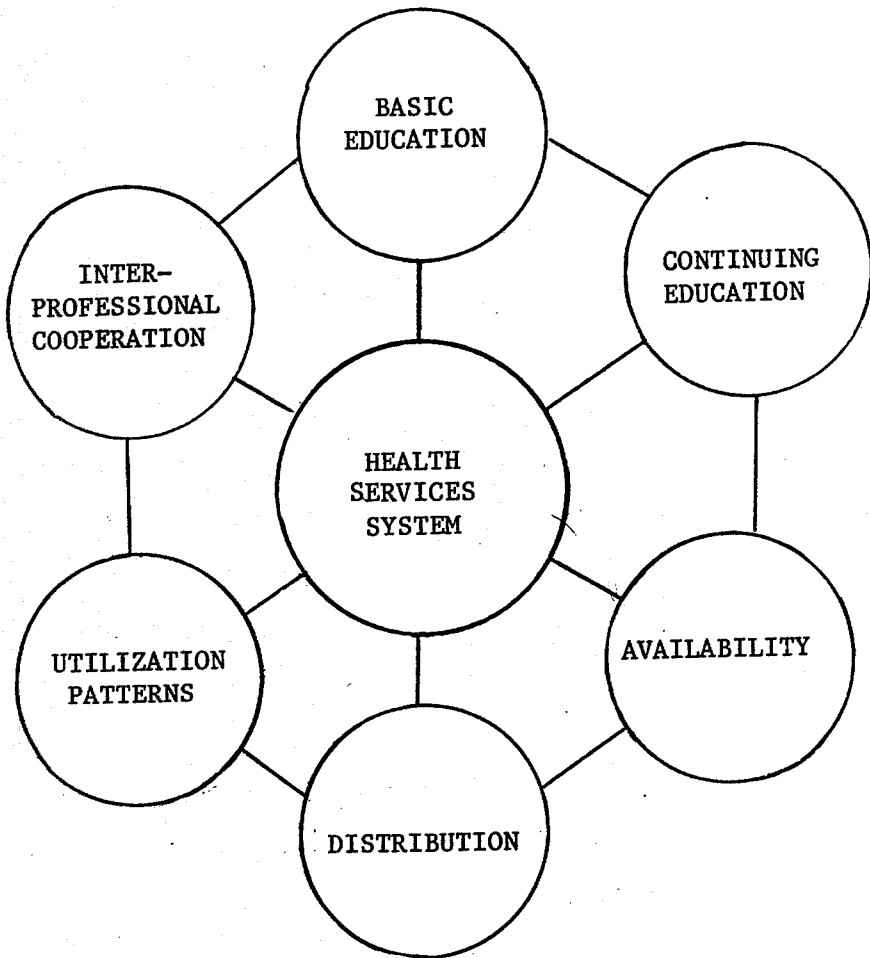 BASIC
EDUCATION
CONTINUING
EDUCATION
INTER-
PROFESSIONAL
COOPERATION
HEALTH
SERVICES
SYSTEM
AVAILABILITY
UTILIZATION
PATTERNS
DISTRIBUTION